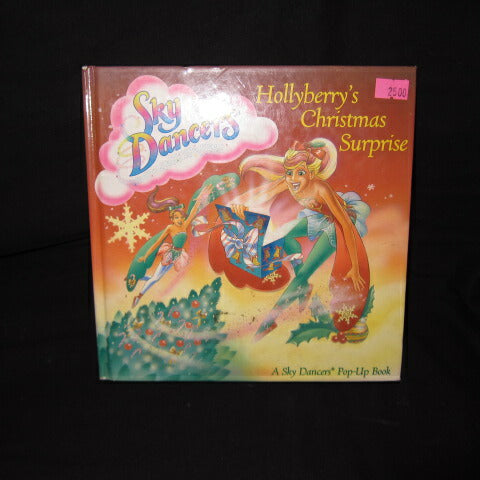 Sky
Dancers
Hollyberry's
Christmas
Surprise
2500
A Sky Dancers® Pop-Up Book